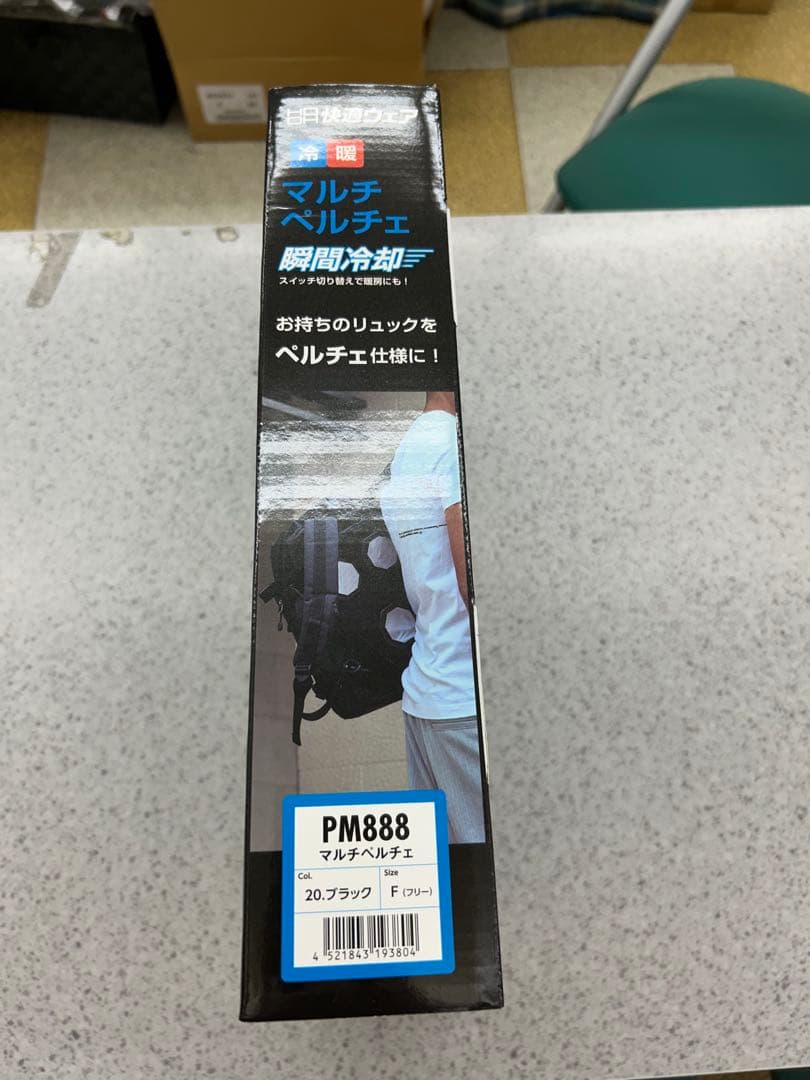 快適ウェア
冷 暖
マルチ
ペルチェ
瞬間冷却
スイッチ切り替えで暖房にも！
お持ちのリュックを
ペルチェ仕様に！
PM888
マルチペルチェ
Col.
20.ブラック
Size
F (フリー)
4 521843 193804